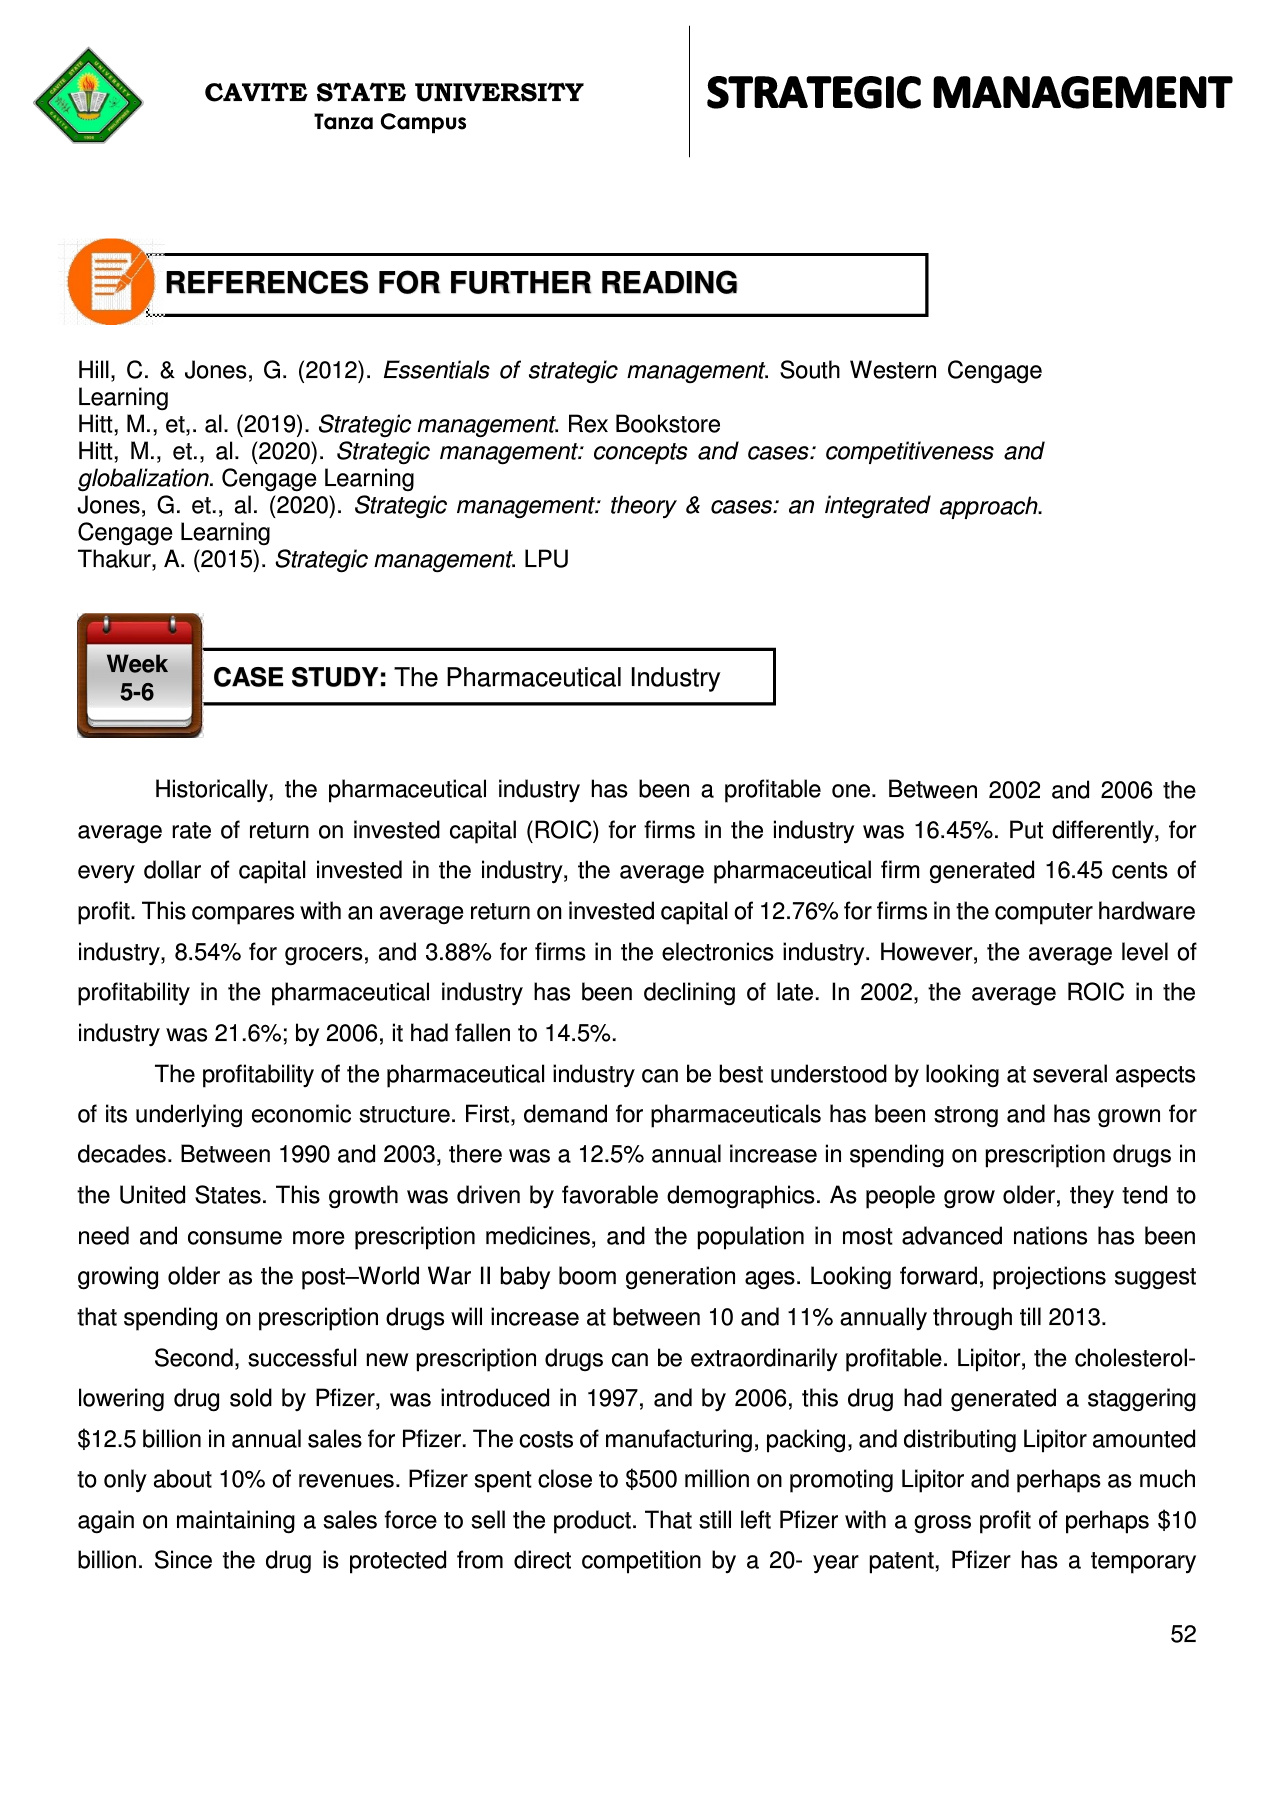 CAVITE STATE UNIVERSITY
Tanza Campus
STRATEGIC MANAGEMENT
REFERENCES FOR FURTHER READING
Hill, C. & Jones, G. (2012). Essentials of strategic management. South Western Cengage
Learning
Hitt, M., et,. al. (2019). Strategic management. Rex Bookstore
Hitt, M., et., al. (2020). Strategic management: concepts and cases: competitiveness and
globalization. Cengage Learning
Jones, G. et., al. (2020). Strategic management: theory & cases: an integrated approach.
Cengage Learning
Thakur, A. (2015). Strategic management. LPU
Week
5-6
CASE STUDY: The Pharmaceutical Industry
Historically, the pharmaceutical industry has been a profitable one. Between 2002 and 2006 the
average rate of return on invested capital (ROIC) for firms in the industry was 16.45%. Put differently, for
every dollar of capital invested in the industry, the average pharmaceutical firm generated 16.45 cents of
profit. This compares with an average return on invested capital of 12.76% for firms in the computer hardware
industry, 8.54% for grocers, and 3.88% for firms in the electronics industry. However, the average level of
profitability in the pharmaceutical industry has been declining of late. In 2002, the average ROIC in the
industry was 21.6%; by 2006, it had fallen to 14.5%.
The profitability of the pharmaceutical industry can be best understood by looking at several aspects
of its underlying economic structure. First, demand for pharmaceuticals has been strong and has grown for
decades. Between 1990 and 2003, there was a 12.5% annual increase in spending on prescription drugs in
the United States. This growth was driven by favorable demographics. As people grow older, they tend to
need and consume more prescription medicines, and the population in most advanced nations has been
growing older as the post–World War II baby boom generation ages. Looking forward, projections suggest
that spending on prescription drugs will increase at between 10 and 11% annually through till 2013.
Second, successful new prescription drugs can be extraordinarily profitable. Lipitor, the cholesterol-
lowering drug sold by Pfizer, was introduced in 1997, and by 2006, this drug had generated a staggering
$12.5 billion in annual sales for Pfizer. The costs of manufacturing, packing, and distributing Lipitor amounted
to only about 10% of revenues. Pfizer spent close to $500 million on promoting Lipitor and perhaps as much
again on maintaining a sales force to sell the product. That still left Pfizer with a gross profit of perhaps $10
billion. Since the drug is protected from direct competition by a 20- year patent, Pfizer has a temporary
52